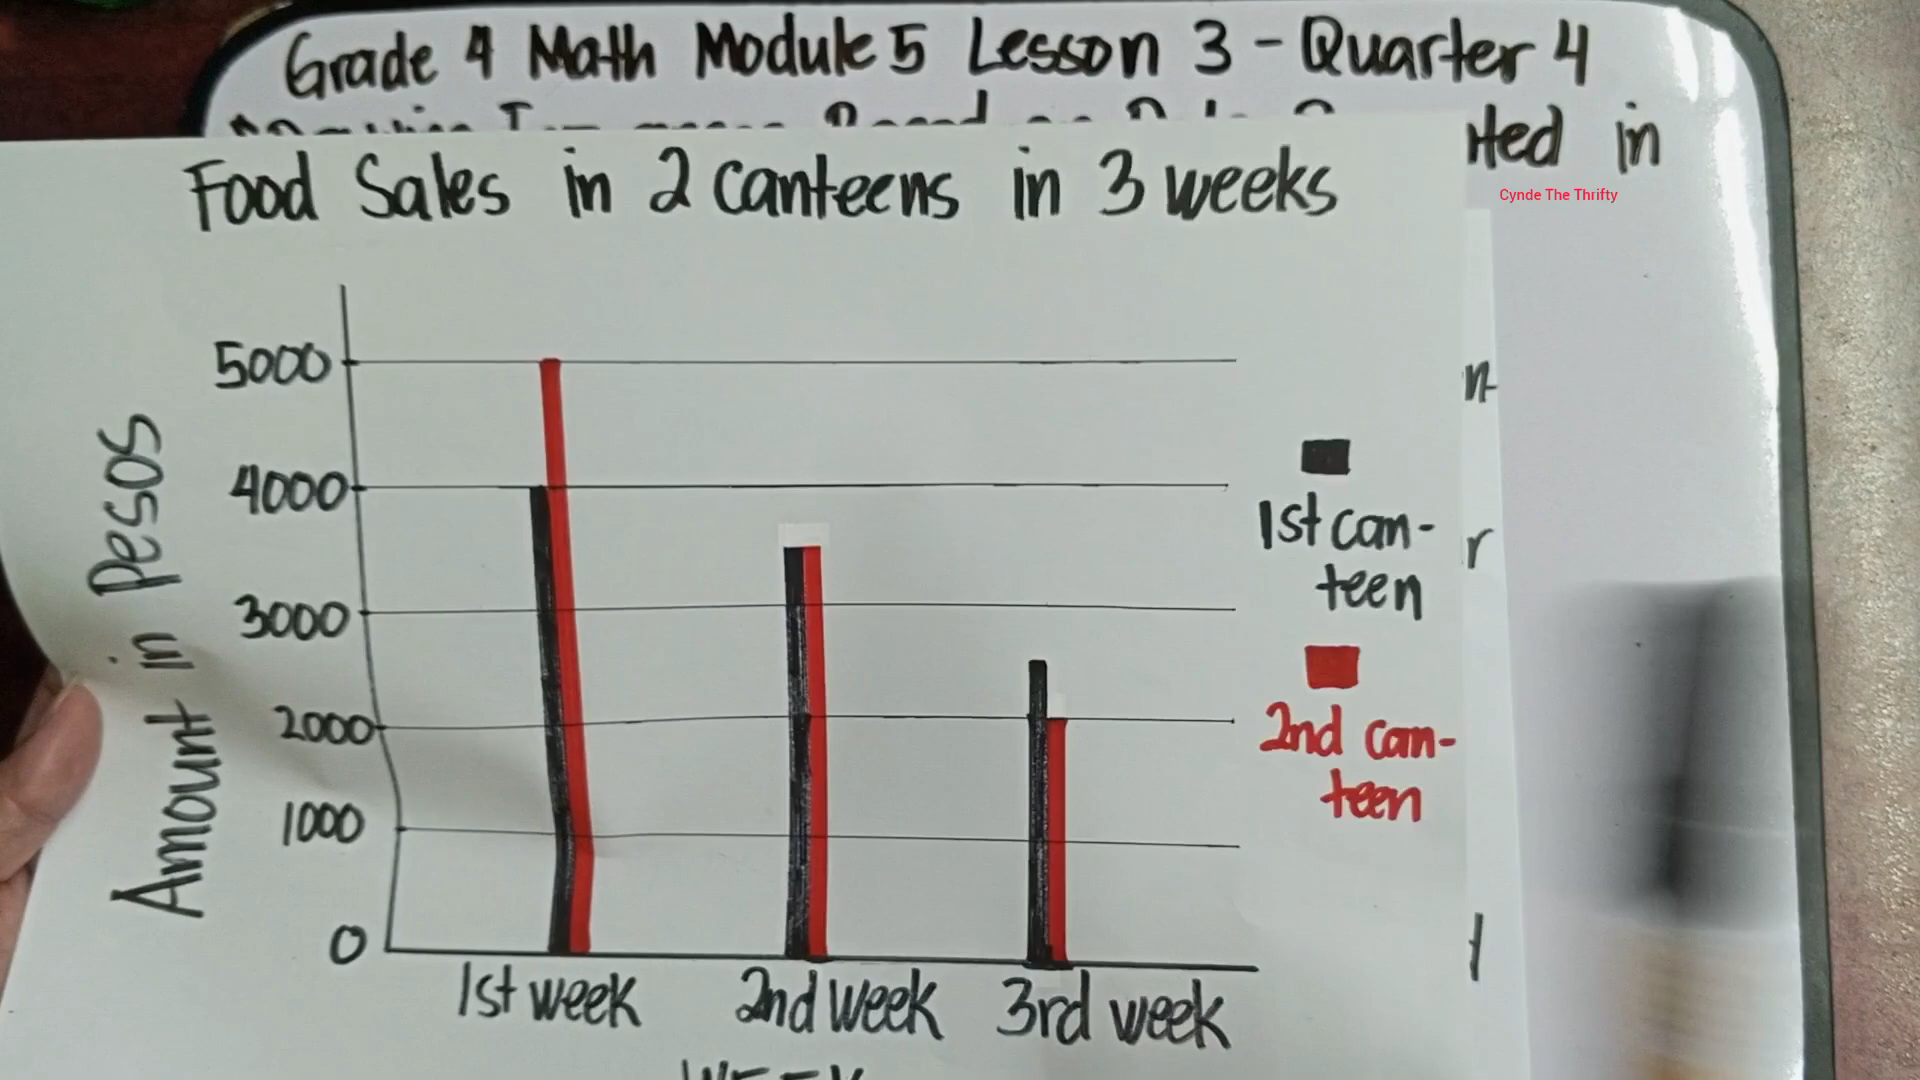 Grade 4 Math Module 5 Lesson 3 - Quarter 4
ted in
Cynde The Thrifty
Food Sales in 2 canteens in 3 weeks
Amount in Pesos
5000
4000
3000
2000
1000
0
1st can-
teen
2nd can-
teen
n
r
1st week
2nd week
3rd week